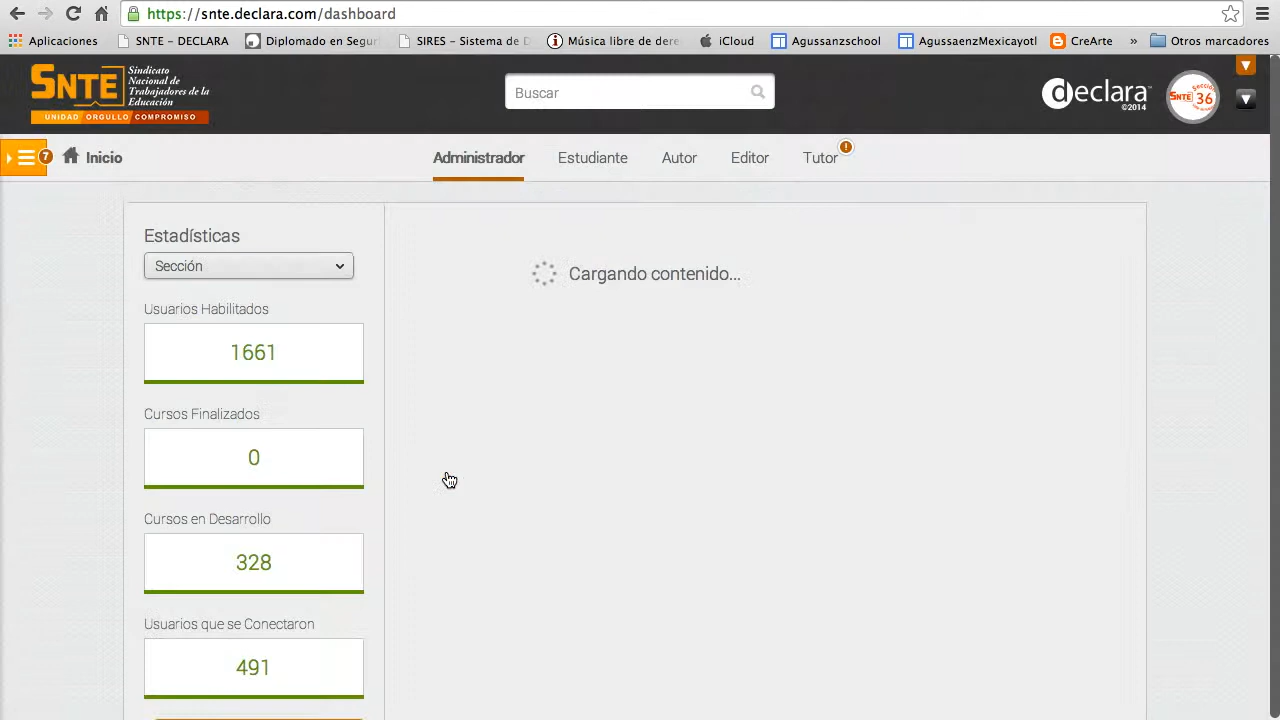 https://snte.declara.com/dashboard
Aplicaciones
SNTE – DECLARA
Diplomado en Segur
SIRES – Sistema de D
Música libre de dere
iCloud
Agussanzschool
AgussaenzMexicayotl
CreArte
»
Otros marcadores
SNTE
Sindicato
Nacional de
Trabajadores de la
Educación
UNIDAD ORGULLO COMPROMISO
Buscar
declara
©2014
Sección
SNTE 36
7
Inicio
Administrador
Estudiante
Autor
Editor
Tutor
!
Estadísticas
Sección
Cargando contenido...
Usuarios Habilitados
1661
Cursos Finalizados
0
Cursos en Desarrollo
328
Usuarios que se Conectaron
491